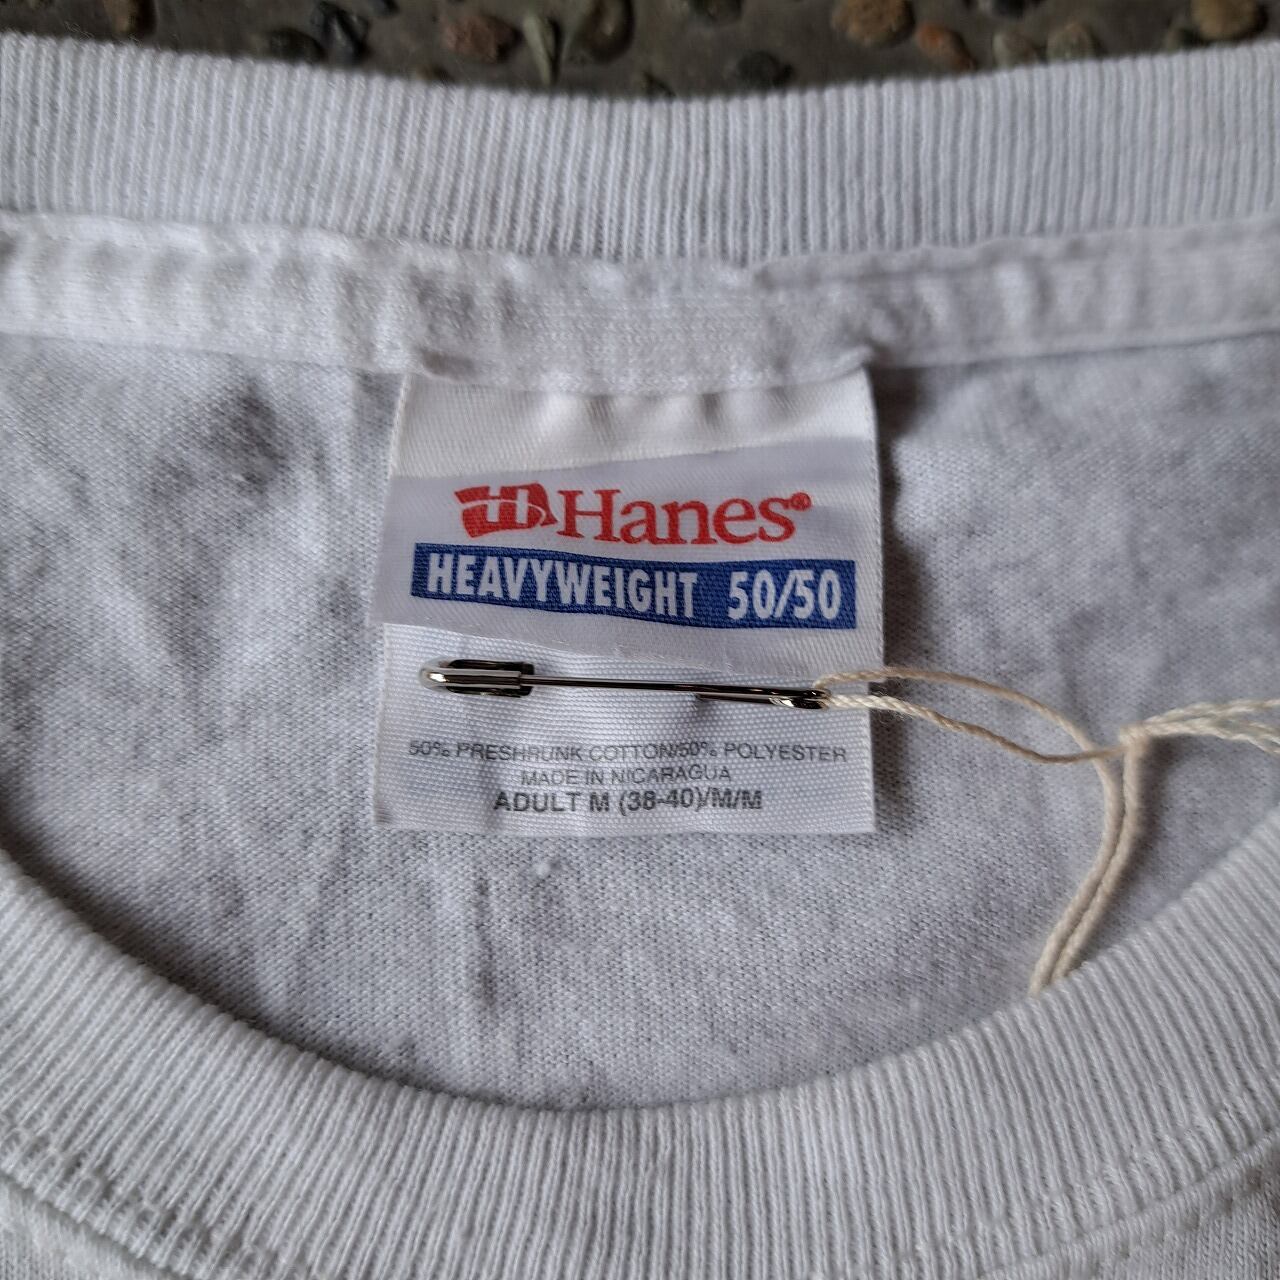 Hanes®
HEAVYWEIGHT 50/50
50% PRESHRUNK COTTON/50% POLYESTER
MADE IN NICARAGUA
ADULT M (38-40)/M/M